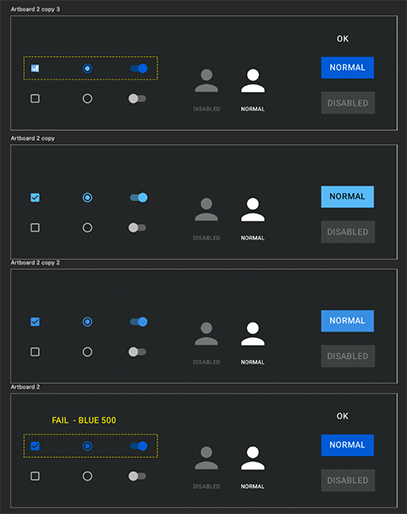 Artboard 2 copy 3
OK
NORMAL
DISABLED
DISABLED
NORMAL
Artboard 2 copy
NORMAL
DISABLED
DISABLED
NORMAL
Artboard 2 copy 2
NORMAL
DISABLED
DISABLED
NORMAL
Artboard 2
FAIL - BLUE 500
OK
NORMAL
DISABLED
DISABLED
NORMAL